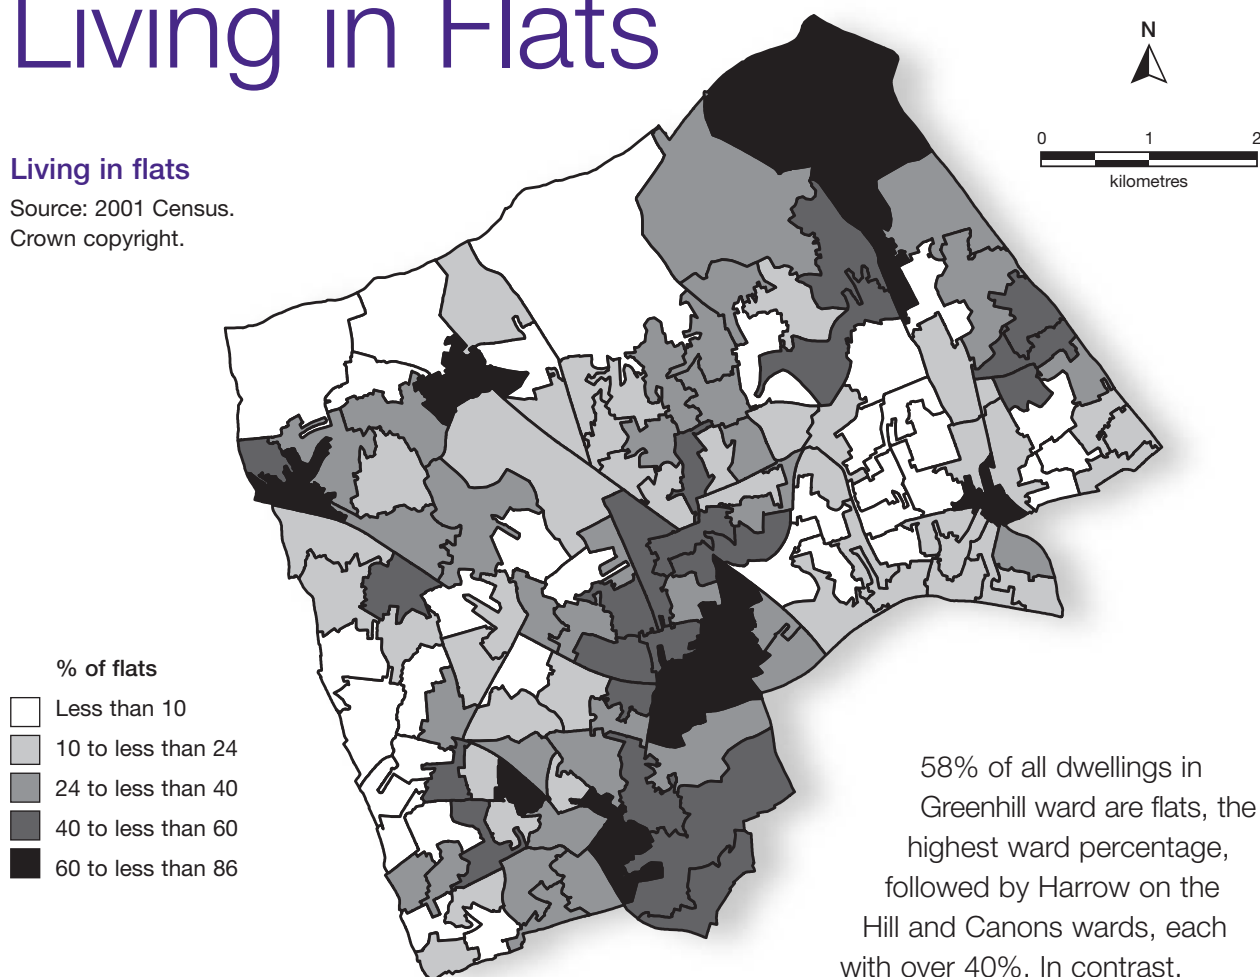 Living in Flats
N
0 1 2
kilometres
Living in flats
Source: 2001 Census.
Crown copyright.
% of flats
Less than 10
10 to less than 24
24 to less than 40
40 to less than 60
60 to less than 86
58% of all dwellings in
Greenhill ward are flats, the
highest ward percentage,
followed by Harrow on the
Hill and Canons wards, each
with over 40%. In contrast,